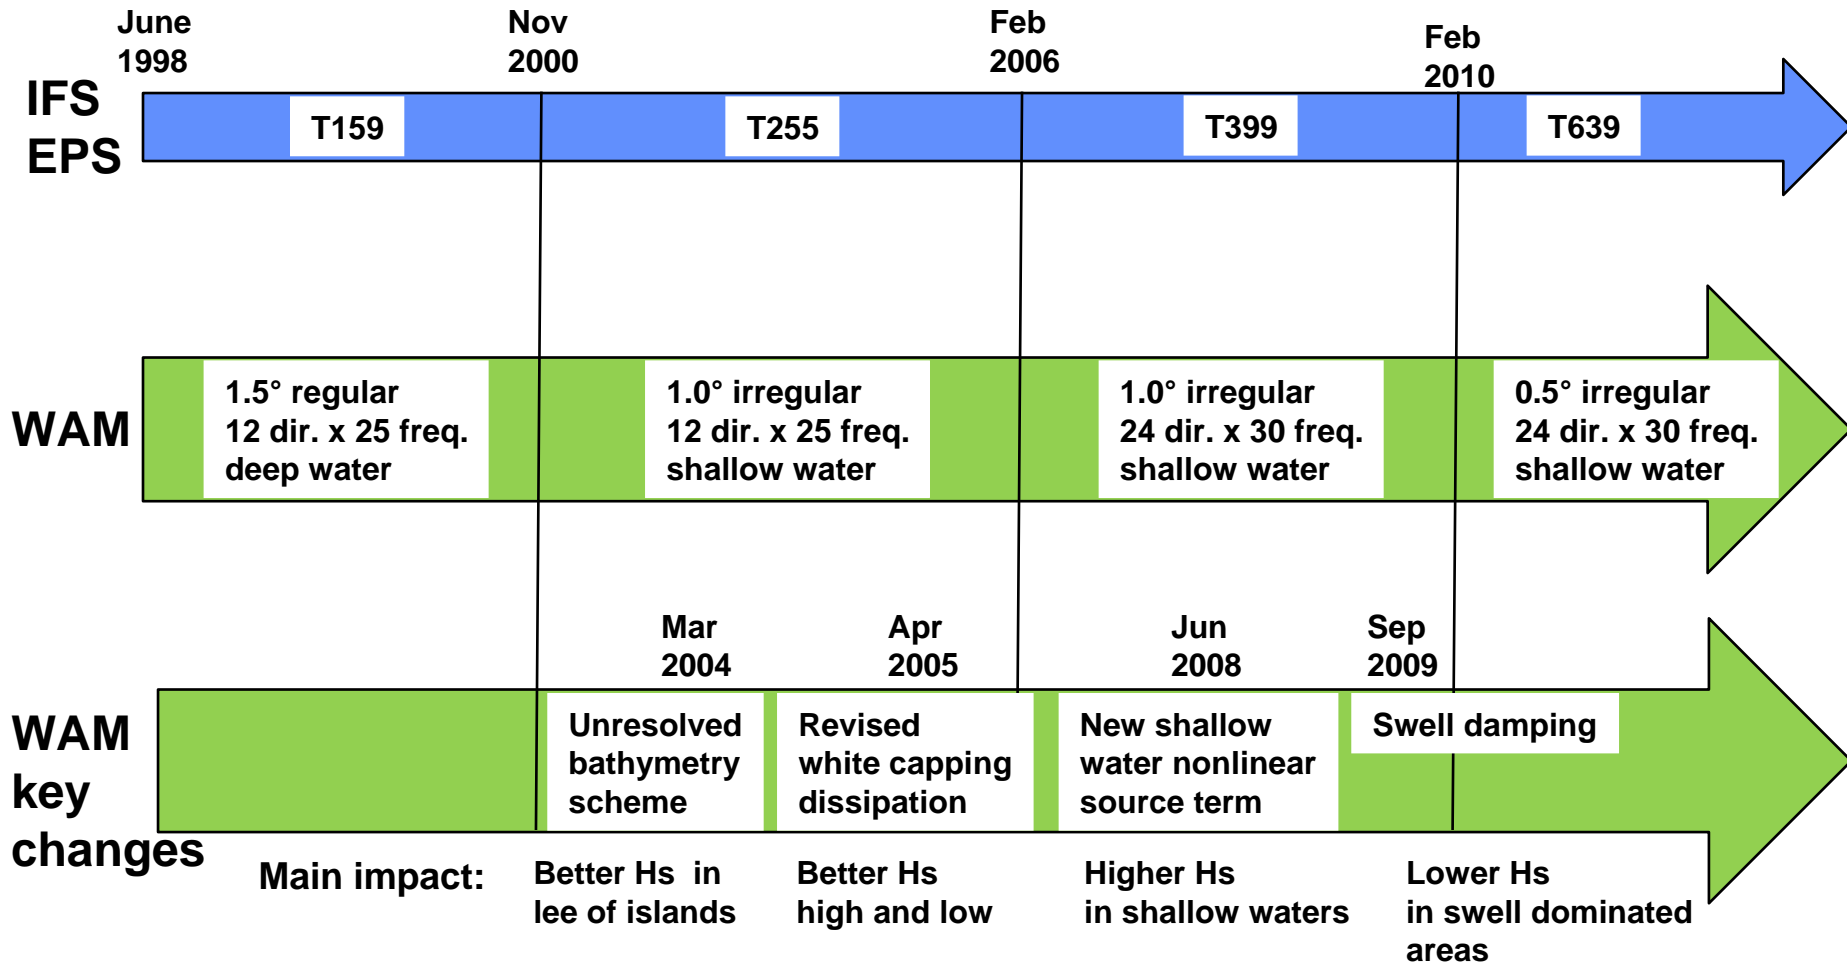 June
1998
Nov
2000
Feb
2006
Feb
2010
IFS
EPS
T159
T255
T399
T639
WAM
1.5° regular
12 dir. x 25 freq.
deep water
1.0° irregular
12 dir. x 25 freq.
shallow water
1.0° irregular
24 dir. x 30 freq.
shallow water
0.5° irregular
24 dir. x 30 freq.
shallow water
Mar
2004
Apr
2005
Jun
2008
Sep
2009
WAM
key
changes
Unresolved
bathymetry
scheme
Revised
white capping
dissipation
New shallow
water nonlinear
source term
Swell damping
Main impact:
Better Hs in
lee of islands
Better Hs
high and low
Higher Hs
in shallow waters
Lower Hs
in swell dominated
areas